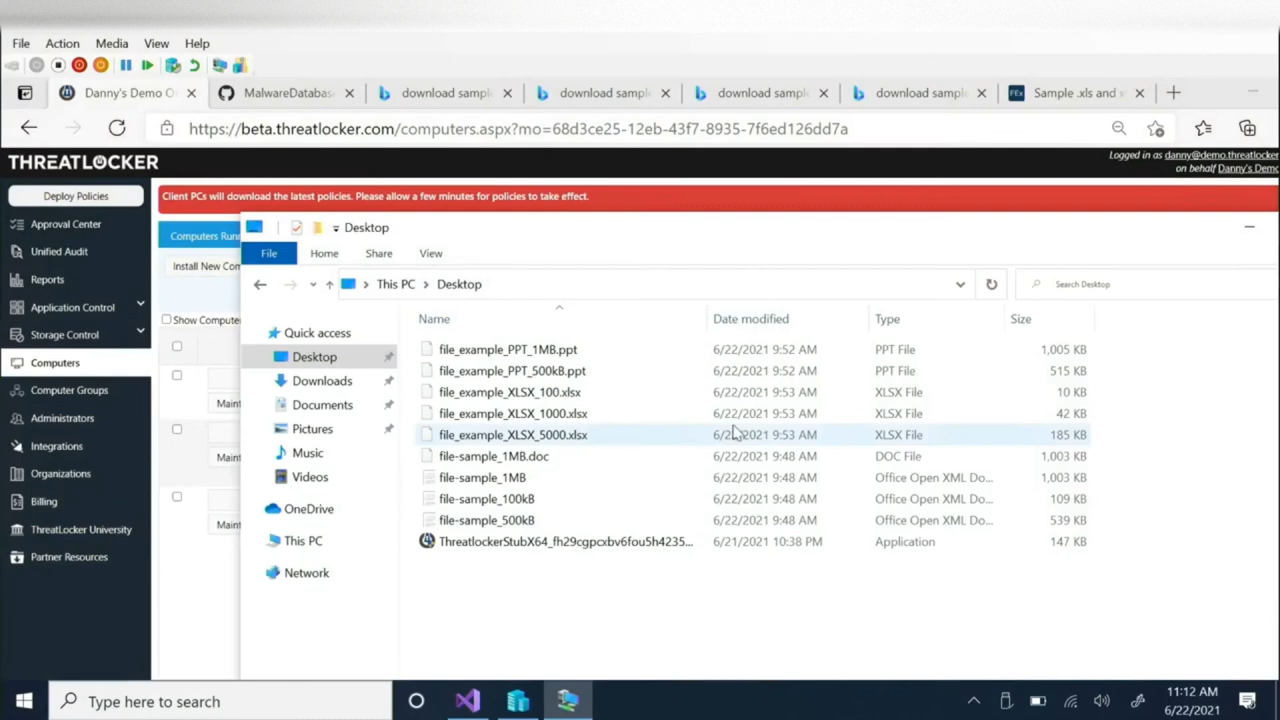 File Action Media View Help
Danny's Demo O
MalwareDatabas
download sample
download sample
download sample
download sample
FEx Sample .xls and x
https://beta.threatlocker.com/computers.aspx?mo=68d3ce25-12eb-43f7-8935-7f6ed126dd7a
THREATLOCKER
Logged in as danny@demo.threatlocker
on behalf Danny's Demo
Deploy Policies
Client PCs will download the latest policies. Please allow a few minutes for policies to take effect.
Approval Center
Unified Audit
Reports
Application Control
Storage Control
Computers
Computer Groups
Administrators
Integrations
Organizations
Billing
ThreatLocker University
Partner Resources
Computers Runn
Install New Com
Show Computer
Maint
Maint
Maint
Desktop
File Home Share View
This PC Desktop
Search Desktop
Quick access
Desktop
Downloads
Documents
Pictures
Music
Videos
OneDrive
This PC
Network
Name Date modified Type Size
file_example_PPT_1MB.ppt 6/22/2021 9:52 AM PPT File 1,005 KB
file_example_PPT_500kB.ppt 6/22/2021 9:52 AM PPT File 515 KB
file_example_XLSX_100.xlsx 6/22/2021 9:53 AM XLSX File 10 KB
file_example_XLSX_1000.xlsx 6/22/2021 9:53 AM XLSX File 42 KB
file_example_XLSX_5000.xlsx 6/22/2021 9:53 AM XLSX File 185 KB
file-sample_1MB.doc 6/22/2021 9:48 AM DOC File 1,003 KB
file-sample_1MB 6/22/2021 9:48 AM Office Open XML Do... 1,003 KB
file-sample_100kB 6/22/2021 9:48 AM Office Open XML Do... 109 KB
file-sample_500kB 6/22/2021 9:48 AM Office Open XML Do... 539 KB
ThreatlockerStubX64_fh29cgpcxbv6fou5h4235... 6/21/2021 10:38 PM Application 147 KB
Type here to search
11:12 AM
6/22/2021